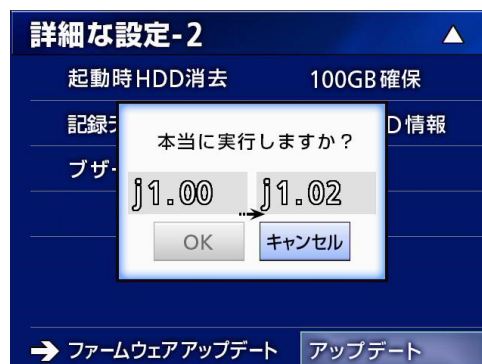 詳細な設定-2 △
起動時HDD消去 100GB確保
記録 D情報
ブザー
本当に実行しますか？
j1.00 → j1.02
OK キャンセル
→ ファームウェアアップデート アップデート